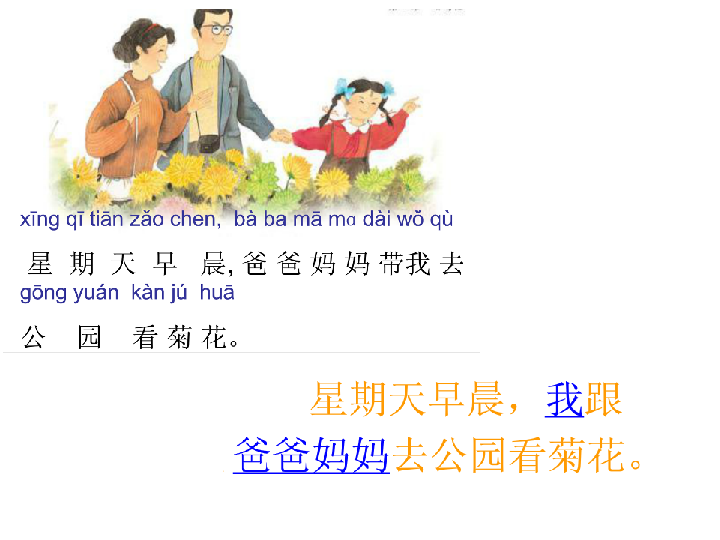 xīng qī tiān zǎo chen, bà ba mā mɑ dài wǒ qù
星期天早晨,爸爸妈妈带我去
gōng yuán kàn jú huā
公园看菊花。
星期天早晨，我跟
爸爸妈妈去公园看菊花。